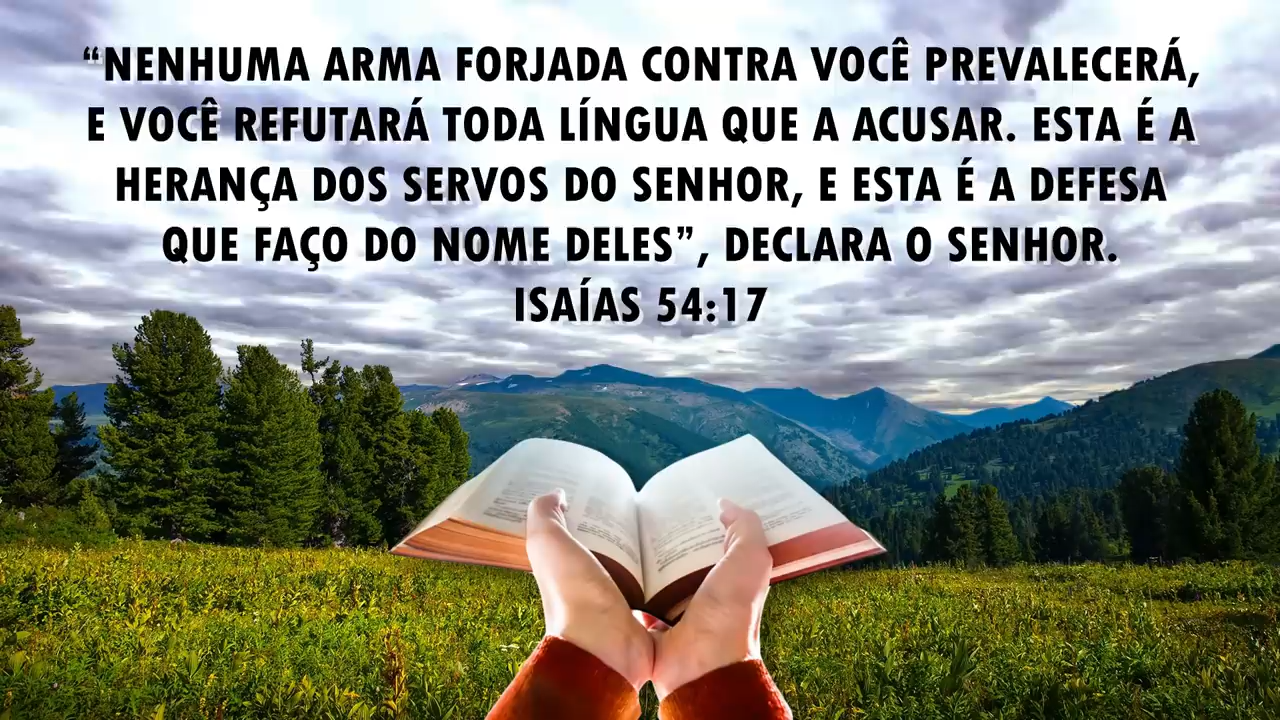 “NENHUMA ARMA FORJADA CONTRA VOCÊ PREVALECERÁ,
E VOCÊ REFUTARÁ TODA LÍNGUA QUE A ACUSAR. ESTA É A
HERANÇA DOS SERVOS DO SENHOR, E ESTA É A DEFESA
QUE FAÇO DO NOME DELES”, DECLARA O SENHOR.
ISAÍAS 54:17